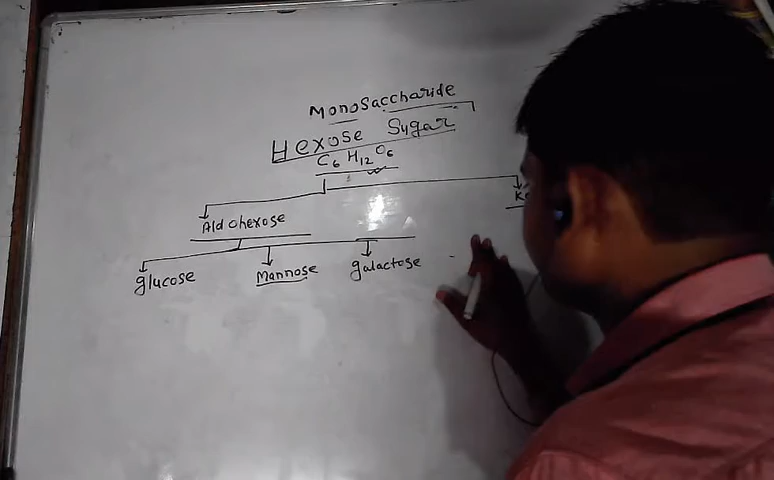 Monosaccharide
Hexose Sugar
C6 H12 O6
Aldohexose
glucose Mannose galactose